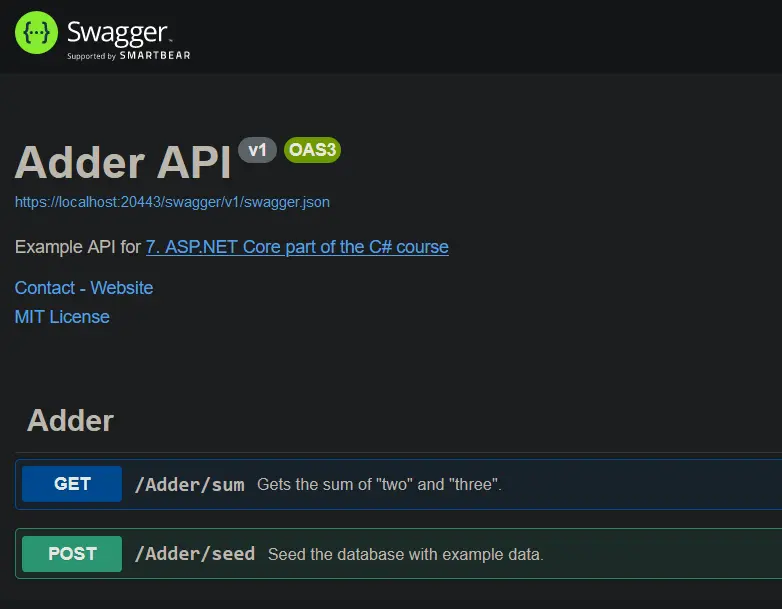 {···} Swagger™
Supported by SMARTBEAR
Adder API v1 OAS3
https://localhost:20443/swagger/v1/swagger.json
Example API for 7. ASP.NET Core part of the C# course
Contact - Website
MIT License
Adder
GET /Adder/sum Gets the sum of "two" and "three".
POST /Adder/seed Seed the database with example data.